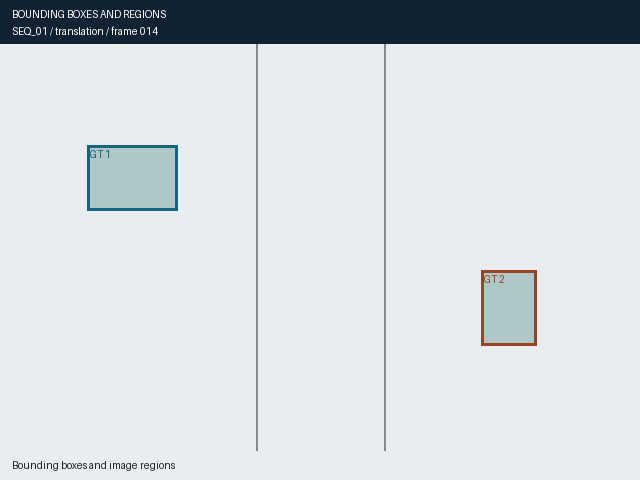 BOUNDING BOXES AND REGIONS
SEQ_01 / translation / frame 014
GT1
GT2
Bounding boxes and image regions